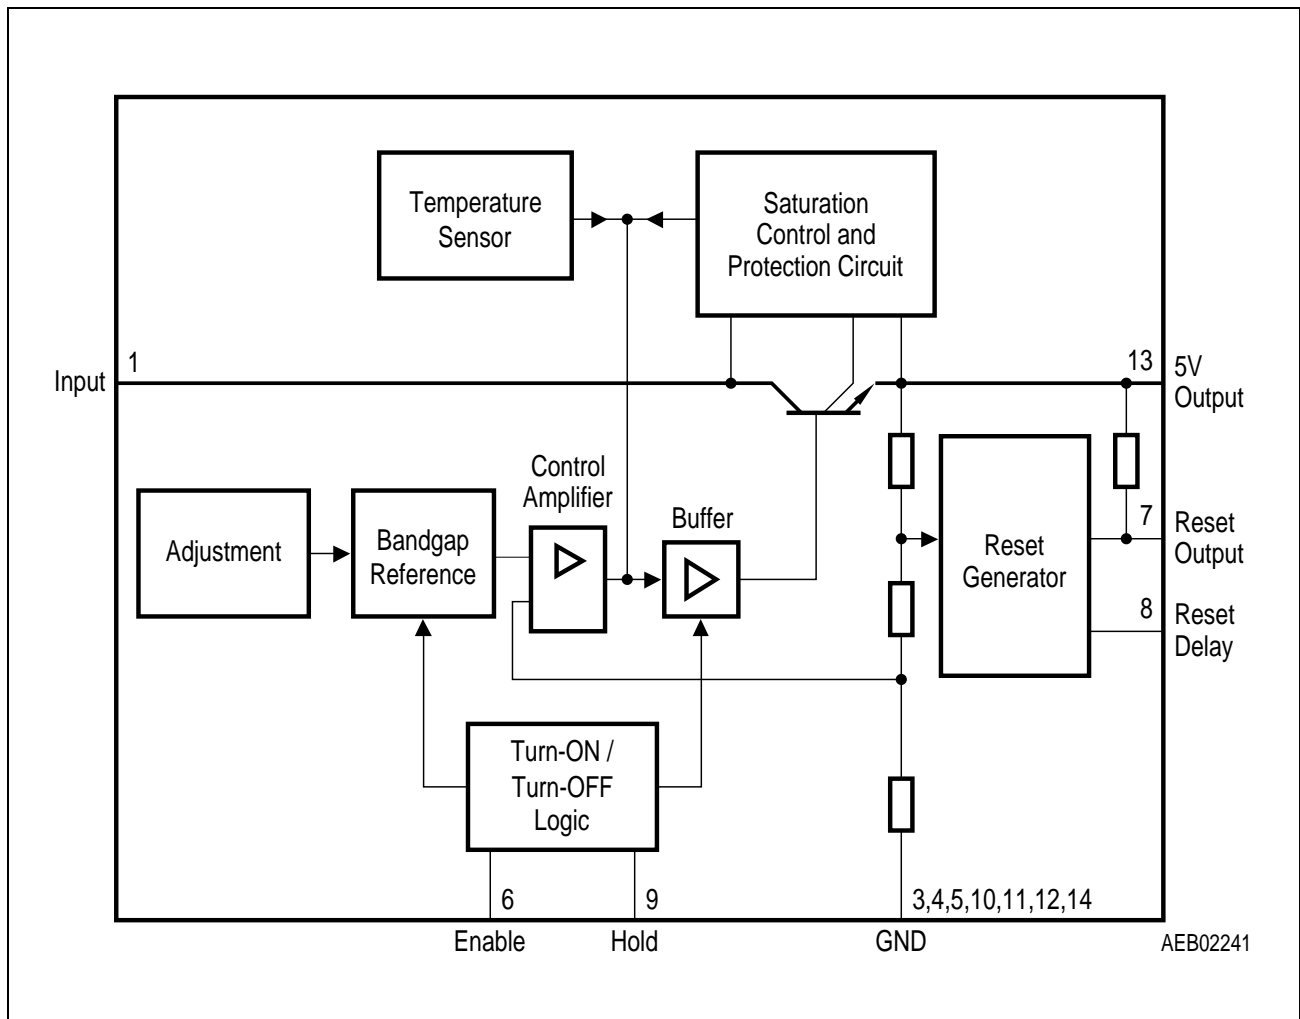 Temperature
Sensor
Saturation
Control and
Protection Circuit
Input
1
13
5V
Output
Adjustment
Bandgap
Reference
Control
Amplifier
Buffer
Reset
Generator
7
Reset
Output
8
Reset
Delay
Turn-ON /
Turn-OFF
Logic
6
9
3,4,5,10,11,12,14
Enable
Hold
GND
AEB02241